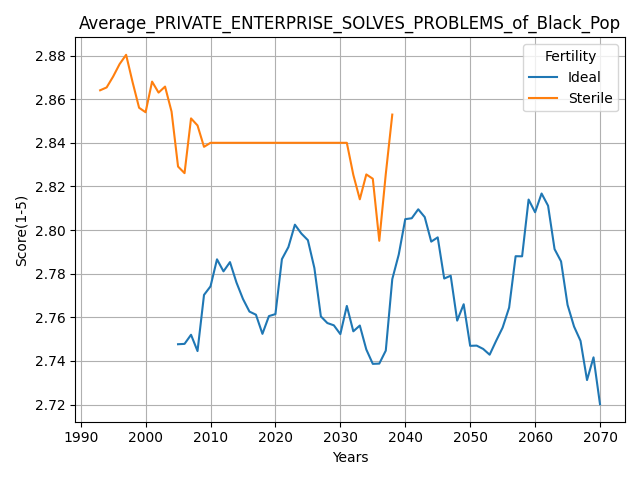 Average_PRIVATE_ENTERPRISE_SOLVES_PROBLEMS_of_Black_Pop
Fertility
Ideal
Sterile
Score(1-5)
2.88
2.86
2.84
2.82
2.80
2.78
2.76
2.74
2.72
1990 2000 2010 2020 2030 2040 2050 2060 2070
Years